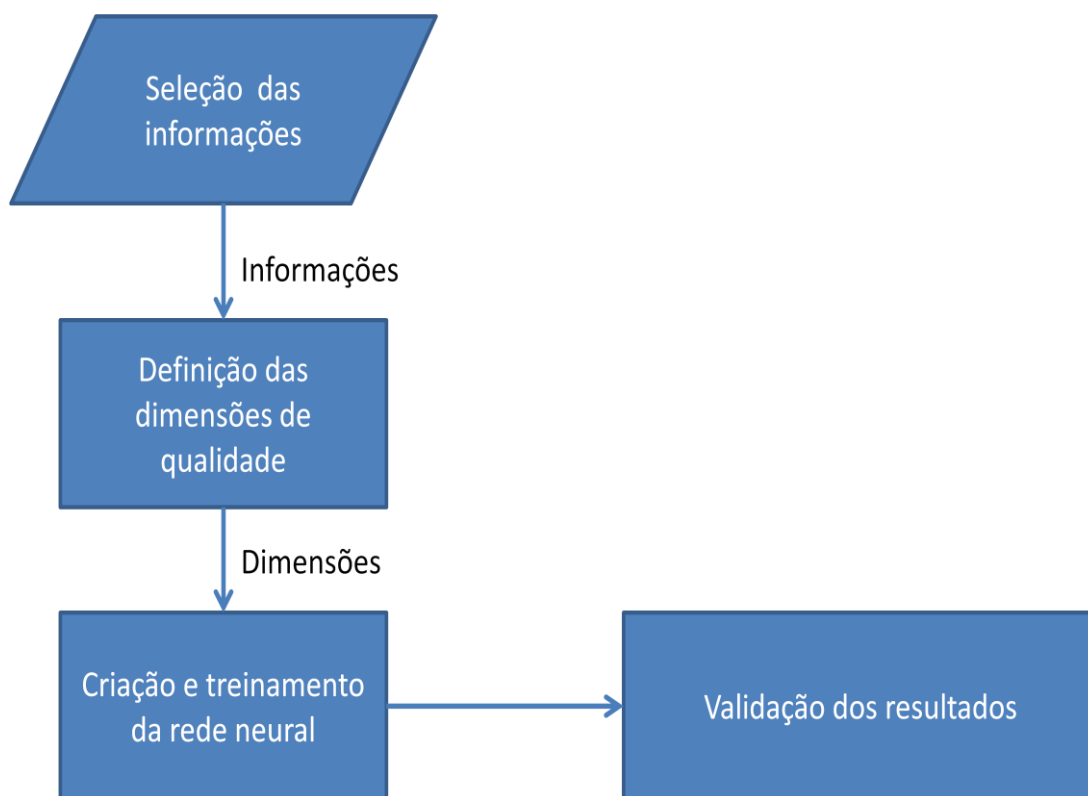 Seleção das
informações
Informações
Definição das
dimensões de
qualidade
Dimensões
Criação e treinamento
da rede neural
Validação dos resultados